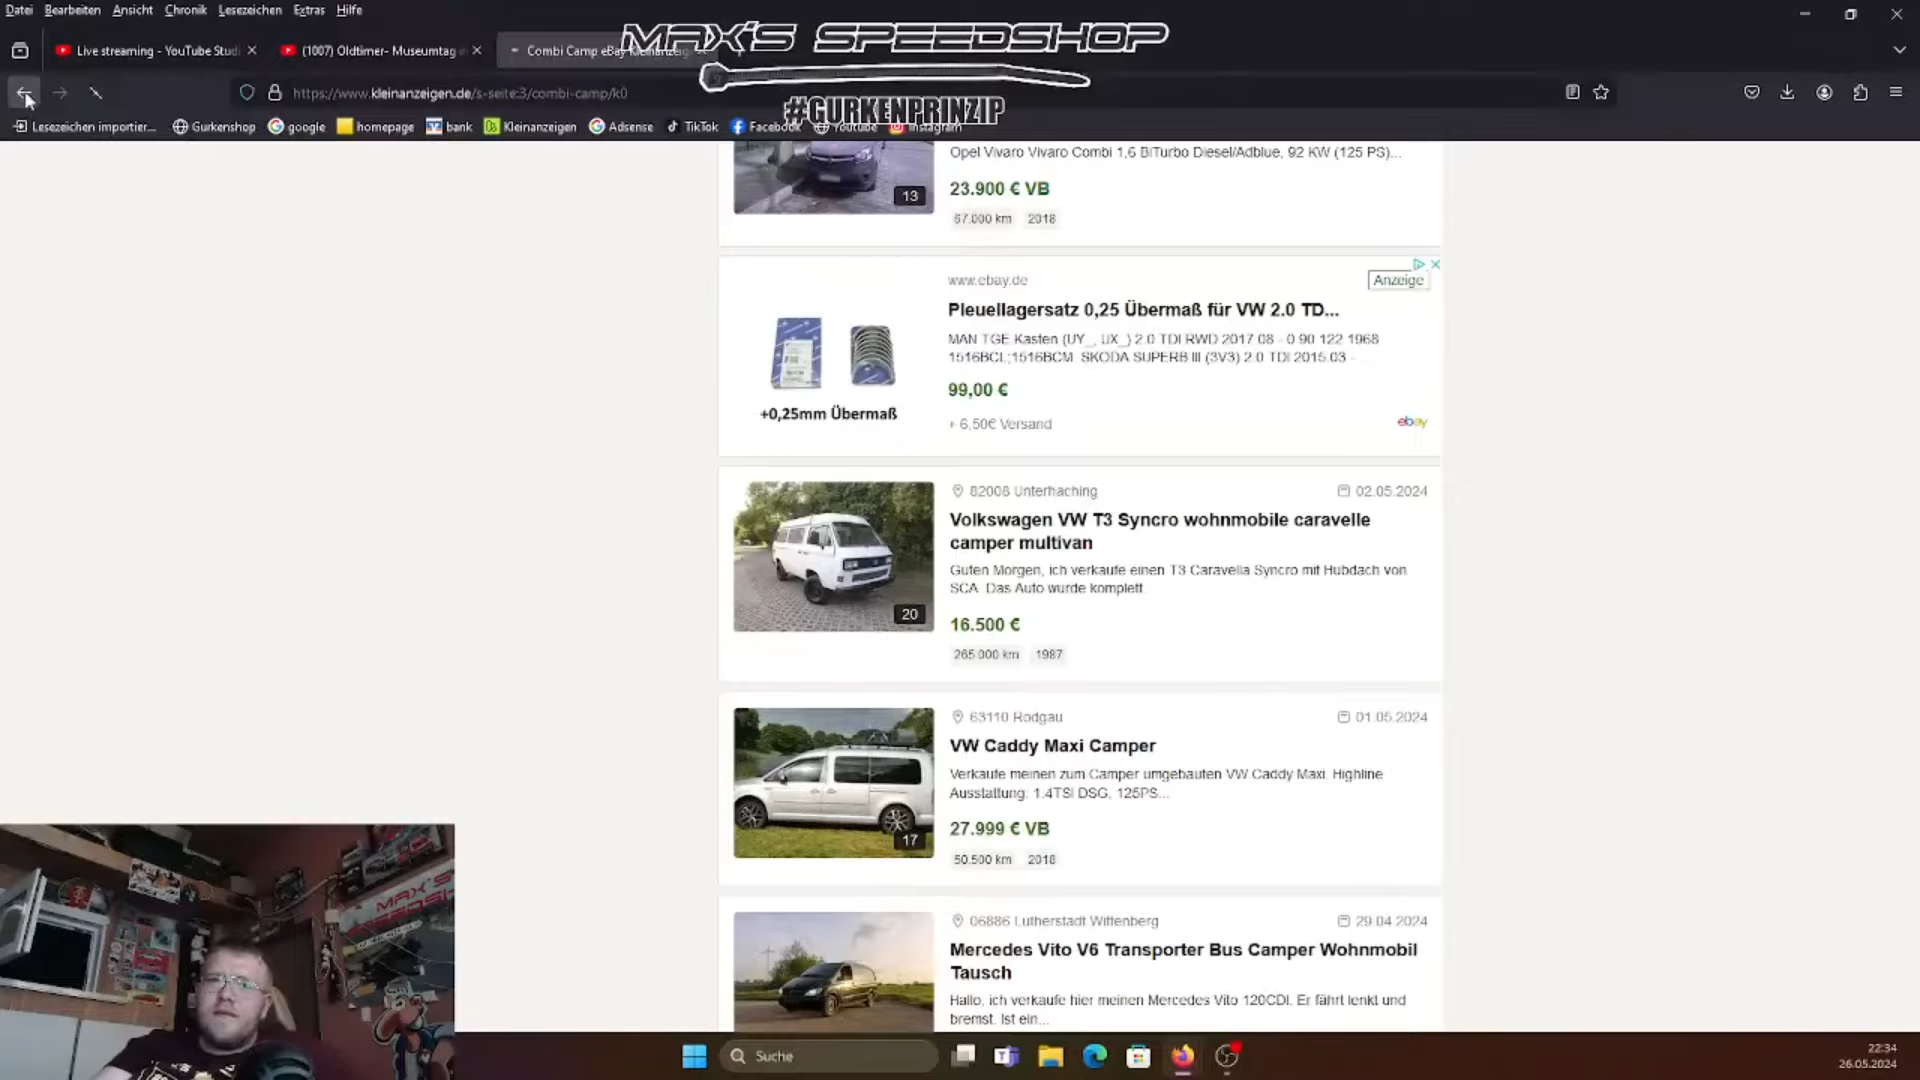 Datei Bearbeiten Ansicht Chronik Lesezeichen Extras Hilfe
MAX'S SPEEDSHOP
#GURKENPRINZIP
Live streaming - YouTube Studi
(1007) Oldtimer- Museumtag
Combi Camp eBay Kleinanzeig
https://www.kleinanzeigen.de/s-seite:3/combi-camp/k0
Lesezeichen importier... Gurkenshop google homepage bank Kleinanzeigen Adsense TikTok Facebook Youtube Instagram
Opel Vivaro Vivaro Combi 1,6 BiTurbo Diesel/Adblue, 92 KW (125 PS)...
13
23.900 € VB
67.000 km 2018
www.ebay.de
Anzeige
Pleuellagersatz 0,25 Übermaß für VW 2.0 TD...
MAN TGE Kasten (UY_, UX_) 2.0 TDI RWD 2017 08 - 0 90 122 1968
1516BCL;1516BCM SKODA SUPERB III (3V3) 2.0 TDI 2015.03 -
99,00 €
+0,25mm Übermaß
+ 6,50€ Versand
ebay
82008 Unterhaching
02.05.2024
Volkswagen VW T3 Syncro wohnmobile caravelle
camper multivan
Guten Morgen, ich verkaufe einen T3 Caravella Syncro mit Hubdach von
SCA. Das Auto wurde komplett
20
16.500 €
265.000 km 1987
63110 Rodgau
01.05.2024
VW Caddy Maxi Camper
Verkaufe meinen zum Camper umgebauten VW Caddy Maxi. Highline
Ausstattung: 1.4TSI DSG, 125PS...
27.999 € VB
17
50.500 km 2018
06886 Lutherstadt Wittenberg
29.04.2024
Mercedes Vito V6 Transporter Bus Camper Wohnmobil
Tausch
Hallo, ich verkaufe hier meinen Mercedes Vito 120CDI. Er fährt lenkt und
bremst. Ist ein...
MAX'S
Suche
22:34
26.05.2024